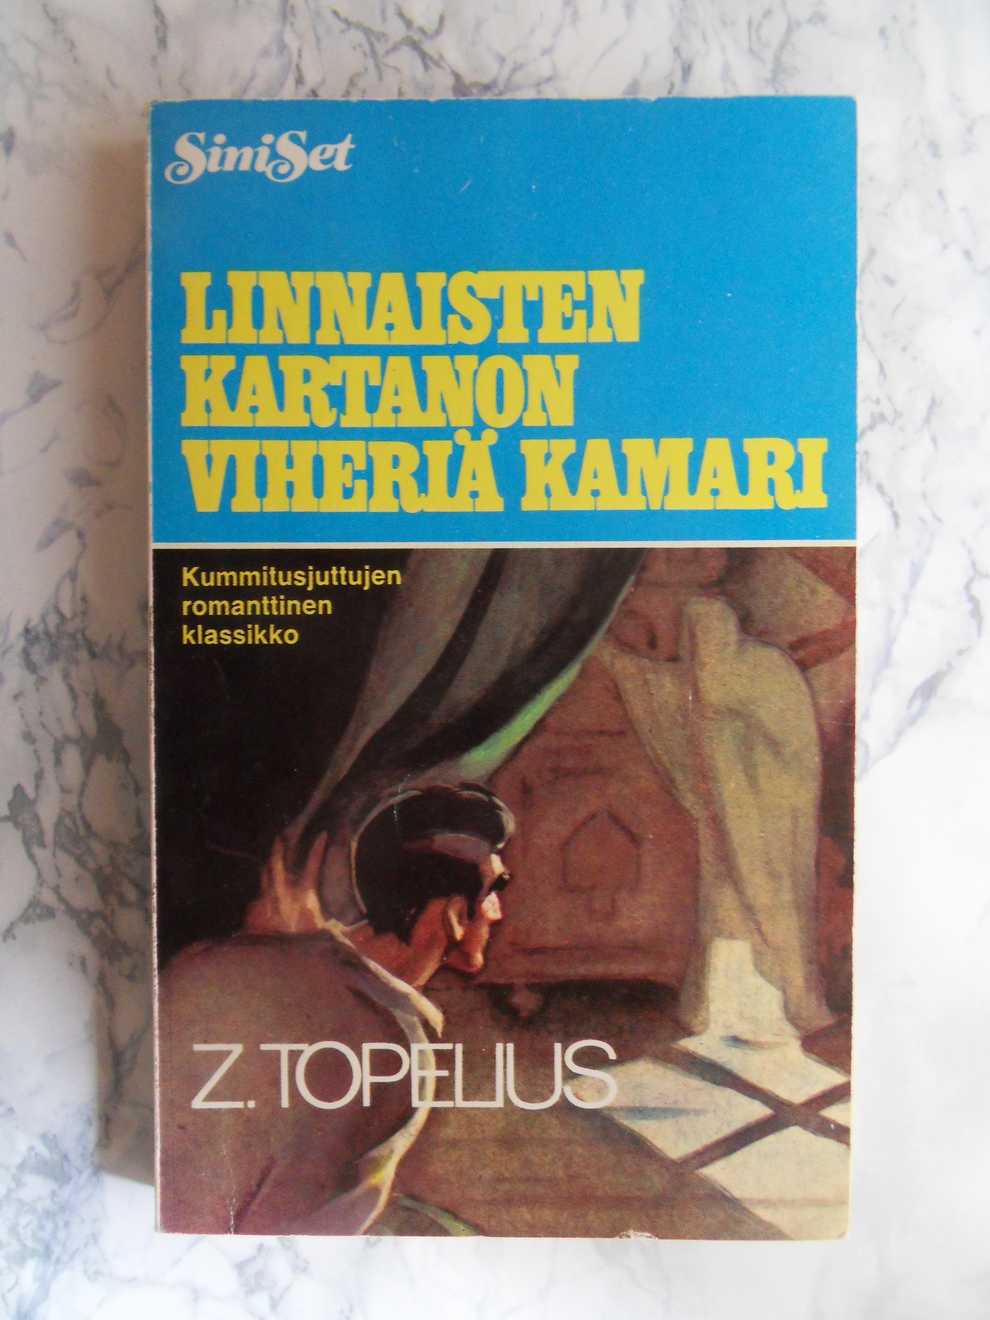 SiniSet
LINNAISTEN
KARTANON
VIHERIÄ KAMARI
Kummitusjuttujen
romanttinen
klassikko
Z. TOPELIUS